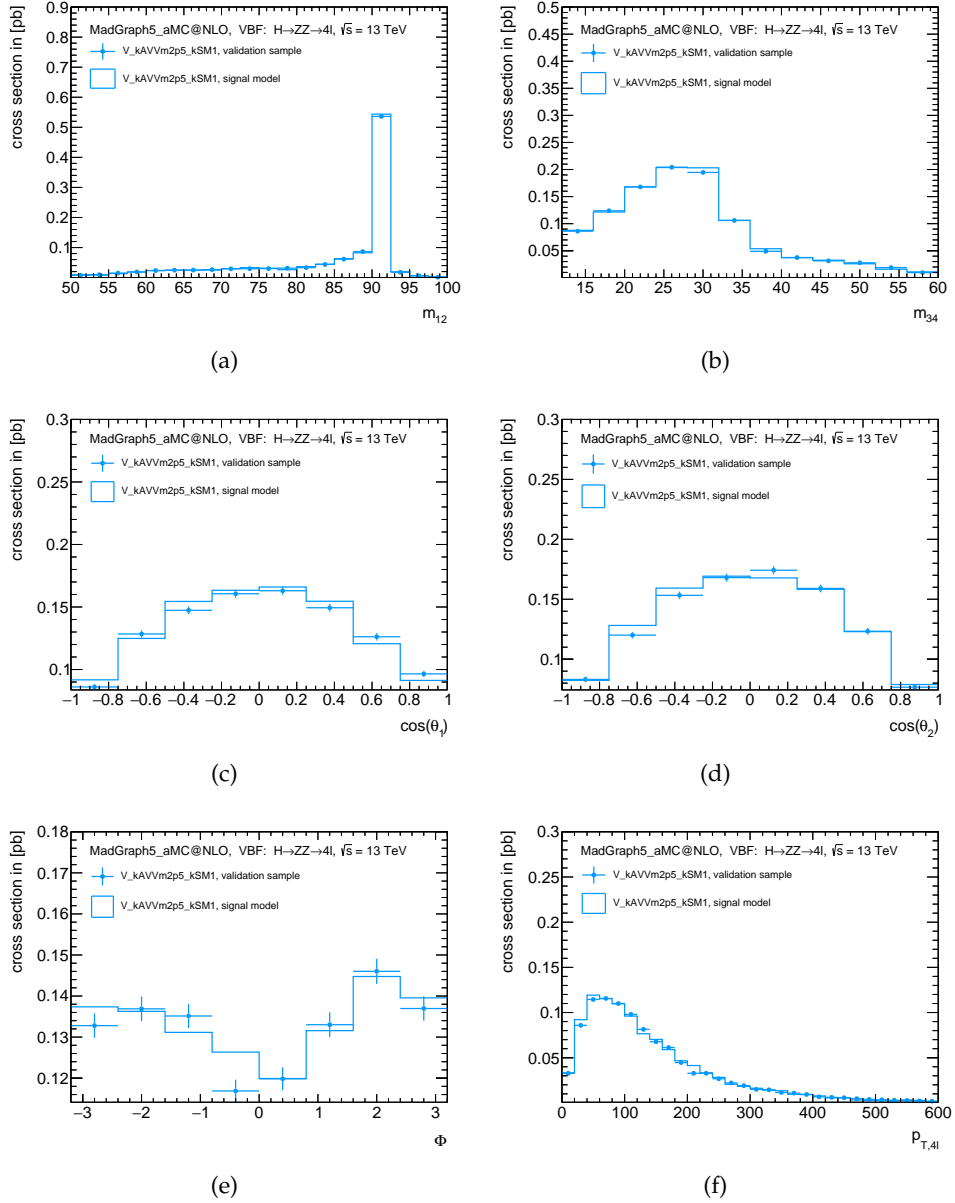 cross section in [pb]
0.9
0.8
0.7
0.6
0.5
0.4
0.3
0.2
0.1
MadGraph5_aMC@NLO, VBF: H→ZZ→4l, √s = 13 TeV
V_kAVVm2p5_kSM1, validation sample
V_kAVVm2p5_kSM1, signal model
50 55 60 65 70 75 80 85 90 95 100
m12
(a)
cross section in [pb]
0.5
0.45
0.4
0.35
0.3
0.25
0.2
0.15
0.1
0.05
MadGraph5_aMC@NLO, VBF: H→ZZ→4l, √s = 13 TeV
V_kAVVm2p5_kSM1, validation sample
V_kAVVm2p5_kSM1, signal model
15 20 25 30 35 40 45 50 55 60
m34
(b)
cross section in [pb]
0.3
0.25
0.2
0.15
0.1
MadGraph5_aMC@NLO, VBF: H→ZZ→4l, √s = 13 TeV
V_kAVVm2p5_kSM1, validation sample
V_kAVVm2p5_kSM1, signal model
−1 −0.8 −0.6 −0.4 −0.2 0 0.2 0.4 0.6 0.8 1
cos(θ1)
(c)
cross section in [pb]
0.3
0.25
0.2
0.15
0.1
MadGraph5_aMC@NLO, VBF: H→ZZ→4l, √s = 13 TeV
V_kAVVm2p5_kSM1, validation sample
V_kAVVm2p5_kSM1, signal model
−1 −0.8 −0.6 −0.4 −0.2 0 0.2 0.4 0.6 0.8 1
cos(θ2)
(d)
cross section in [pb]
0.18
0.17
0.16
0.15
0.14
0.13
0.12
MadGraph5_aMC@NLO, VBF: H→ZZ→4l, √s = 13 TeV
V_kAVVm2p5_kSM1, validation sample
V_kAVVm2p5_kSM1, signal model
−3 −2 −1 0 1 2 3
Φ
(e)
cross section in [pb]
0.3
0.25
0.2
0.15
0.1
0.05
MadGraph5_aMC@NLO, VBF: H→ZZ→4l, √s = 13 TeV
V_kAVVm2p5_kSM1, validation sample
V_kAVVm2p5_kSM1, signal model
0 100 200 300 400 500 600
pT,4l
(f)